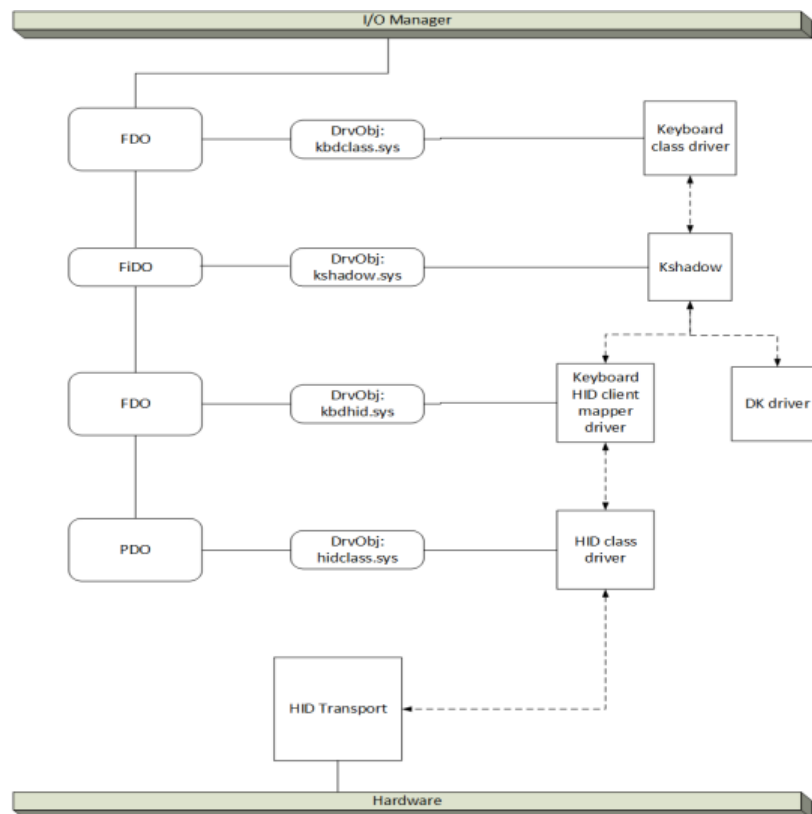 I/O Manager
FDO
DrvObj:
kbdclass.sys
Keyboard
class driver
FiDO
DrvObj:
kshadow.sys
Kshadow
FDO
DrvObj:
kbdhid.sys
Keyboard
HID client
mapper
driver
DK driver
PDO
DrvObj:
hidclass.sys
HID class
driver
HID Transport
Hardware